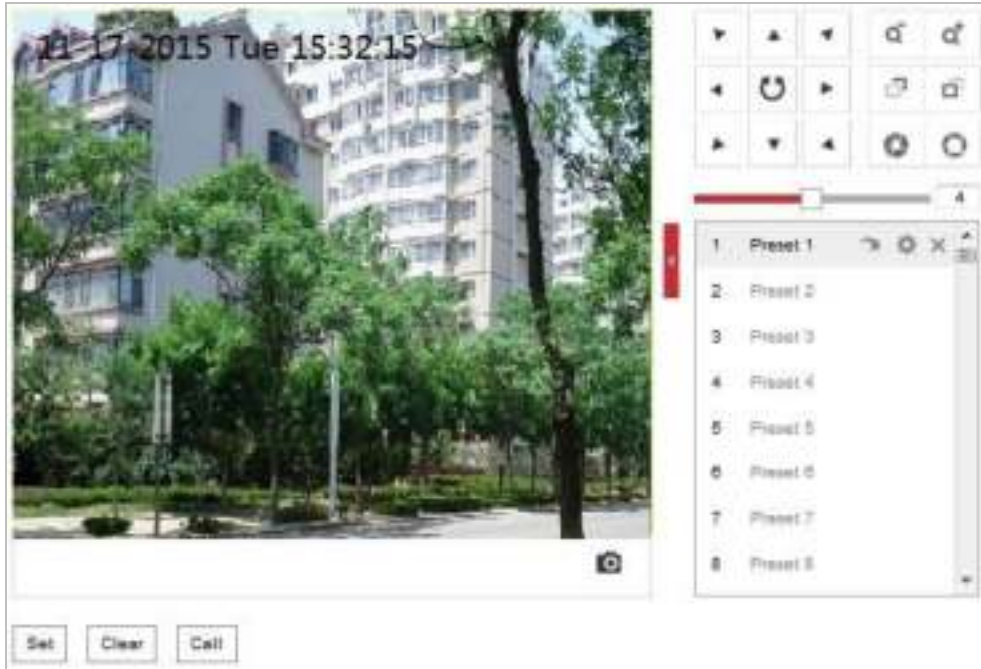 11-17-2015 Tue 15:32:15
4
1 Preset 1
2 Preset 2
3 Preset 3
4 Preset 4
5 Preset 5
6 Preset 6
7 Preset 7
8 Preset 8
Set Clear Call